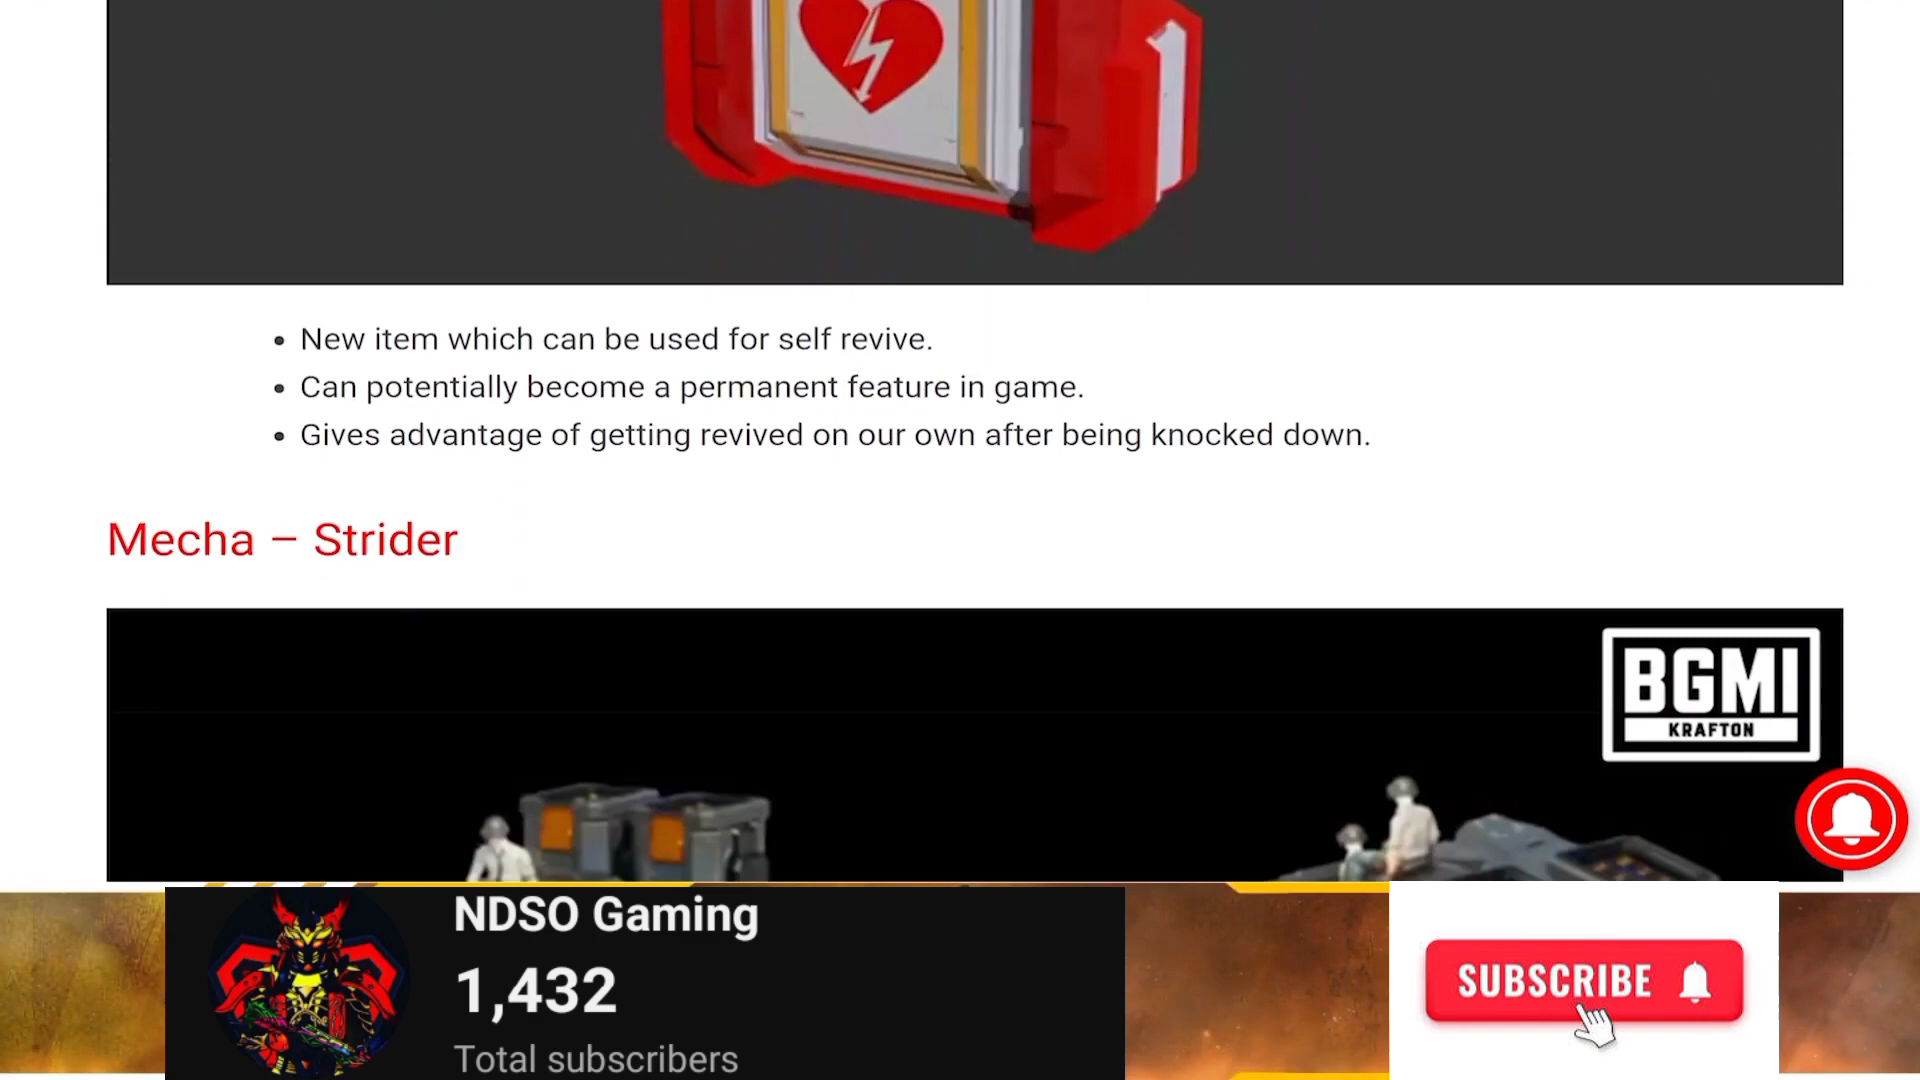 New item which can be used for self revive.
Can potentially become a permanent feature in game.
Gives advantage of getting revived on our own after being knocked down.
Mecha – Strider
BGMI
KRAFTON
NDSO Gaming
1,432
Total subscribers
SUBSCRIBE